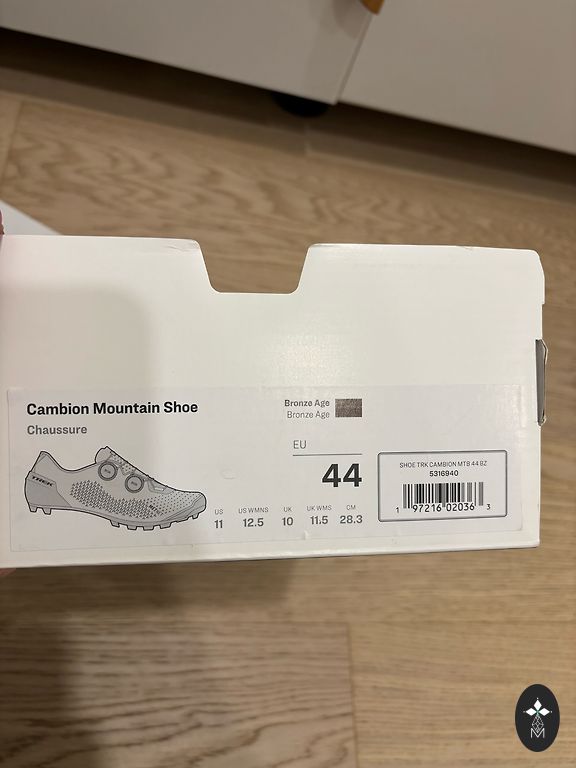 Cambion Mountain Shoe
Chaussure
Bronze Age
Bronze Age
EU
44
TREK
US US WMNS UK UK WMS CM
11 12.5 10 11.5 28.3
SHOE TRK CAMBION MTB 44 BZ
5316940
1 97216 02036 3
M